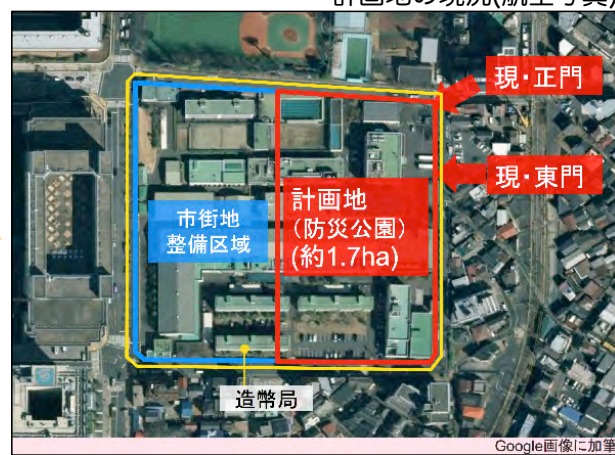 計画地の現況(航空写真)
現・正門
現・東門
計画地
（防災公園）
(約1.7ha)
市街地
整備区域
造幣局
Google画像に加筆